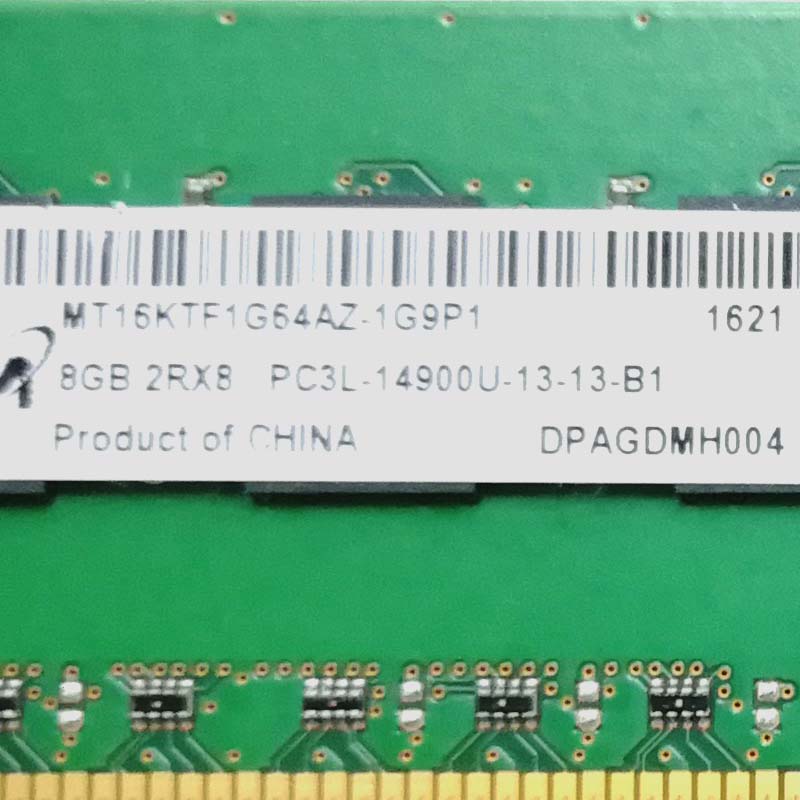 MT16KTF1G64AZ-1G9P1 1621
8GB 2RX8 PC3L-14900U-13-13-B1
Product of CHINA DPAGDMH004